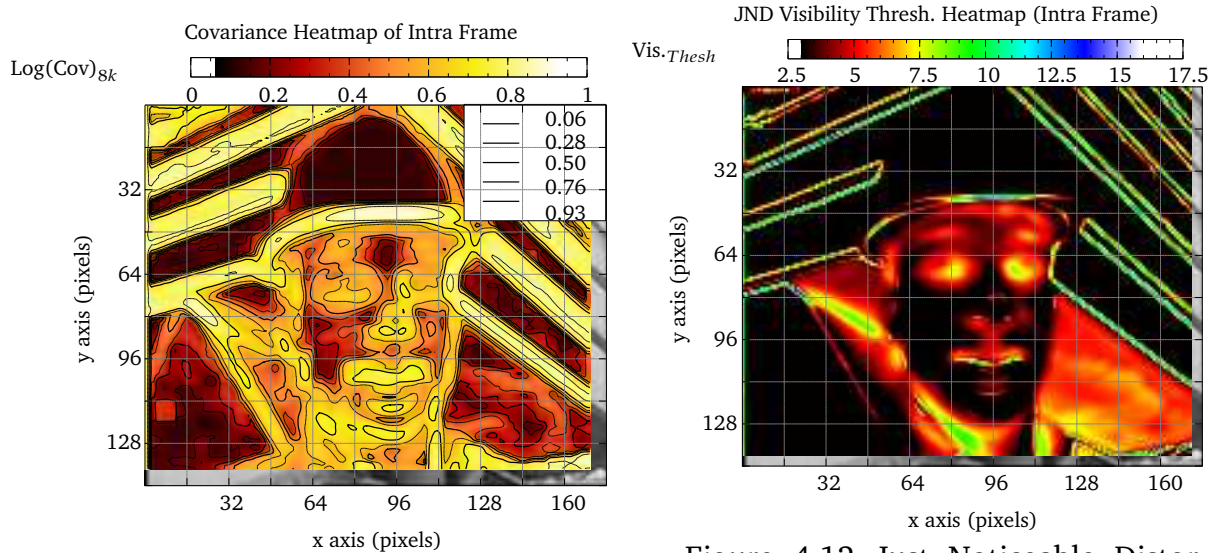 Covariance Heatmap of Intra Frame
Log(Cov)8k
0 0.2 0.4 0.6 0.8 1
0.06
0.28
0.50
0.76
0.93
32
64
96
128
y axis (pixels)
32 64 96 128 160
x axis (pixels)
JND Visibility Thresh. Heatmap (Intra Frame)
Vis.Thesh
2.5 5 7.5 10 12.5 15 17.5
32
64
96
128
y axis (pixels)
32 64 96 128 160
x axis (pixels)
Figure 4.12 Just Noticeable Distor